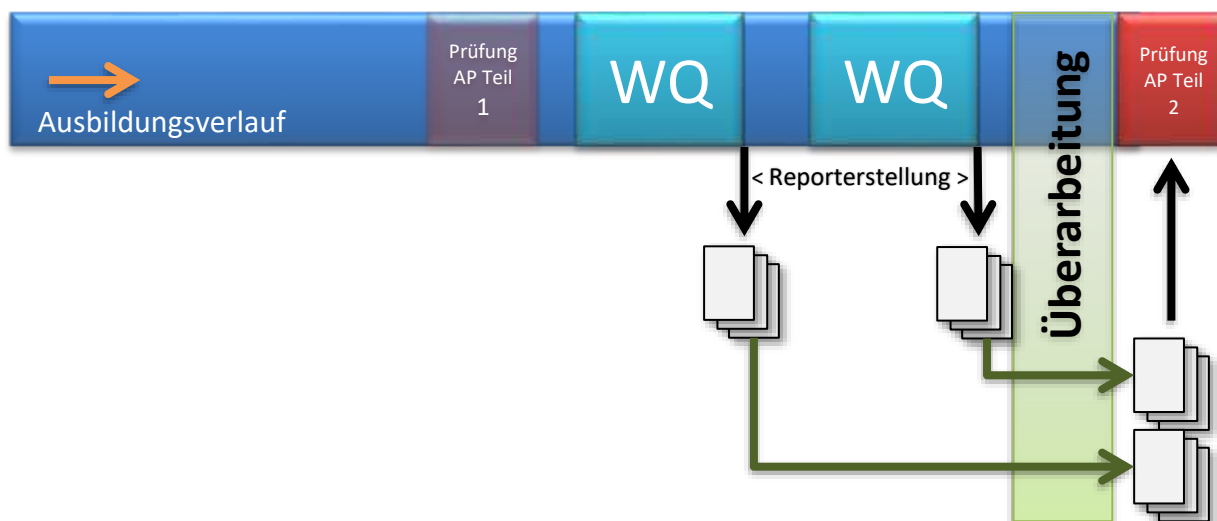 Ausbildungsverlauf
Prüfung
AP Teil
1
WQ
WQ
Überarbeitung
Prüfung
AP Teil
2
< Reporterstellung >